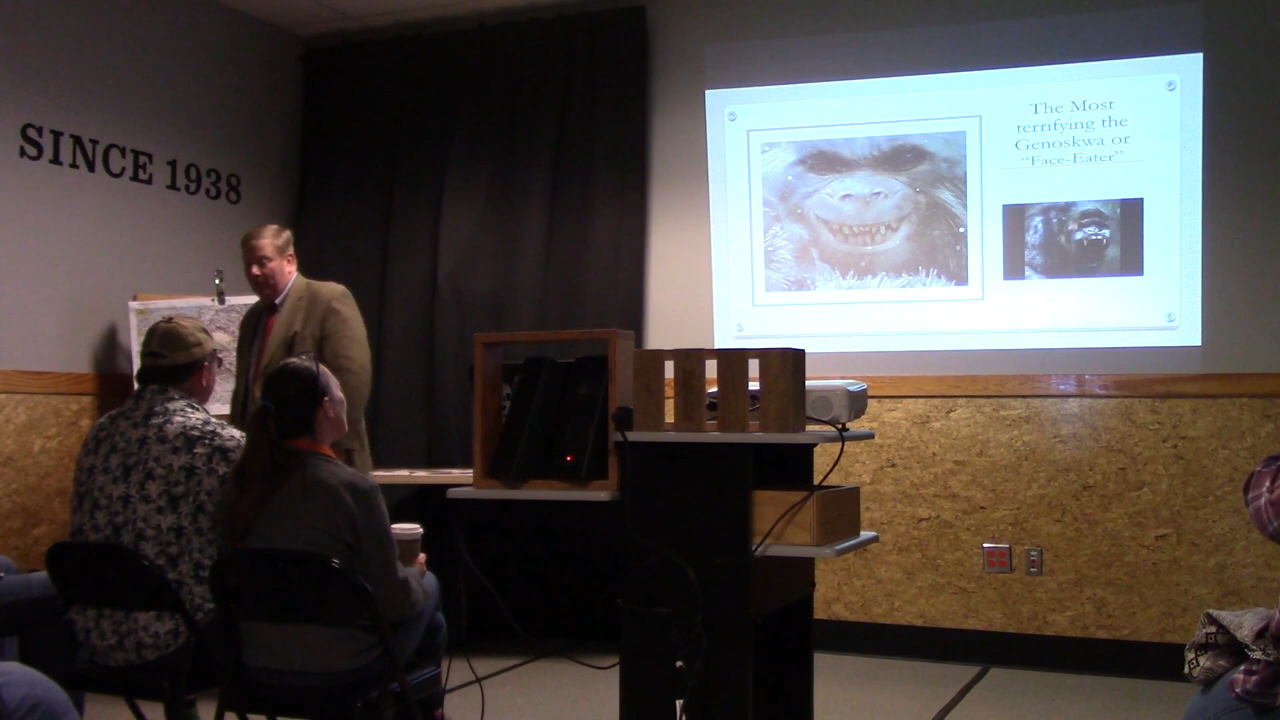 SINCE 1938
The Most
terrifying the
Genoskwa or
“Face-Eater”